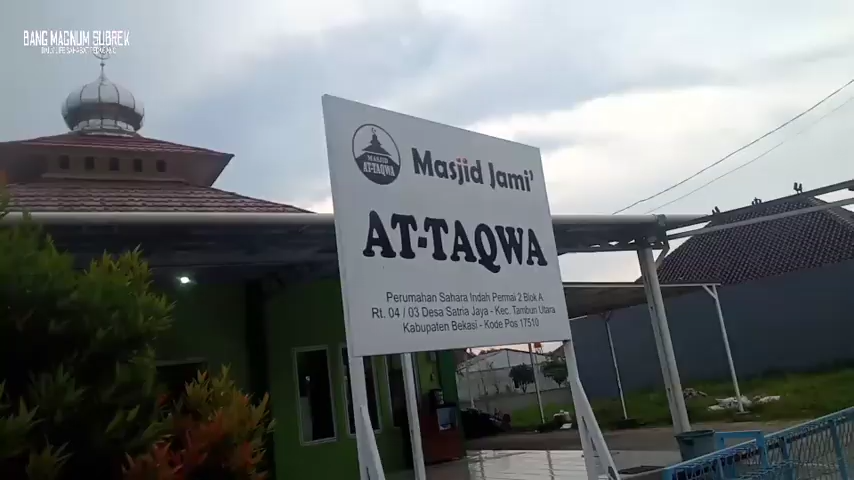 BANG MAGNUM SUBREK
MASJID
AT-TAQWA
Masjid Jami'
AT-TAQWA
Perumahan Sahara Indah Permai 2 Blok A
Rt. 04 / 03 Desa Satria Jaya - Kec. Tambun Utara
Kabupaten Bekasi - Kode Pos 17510